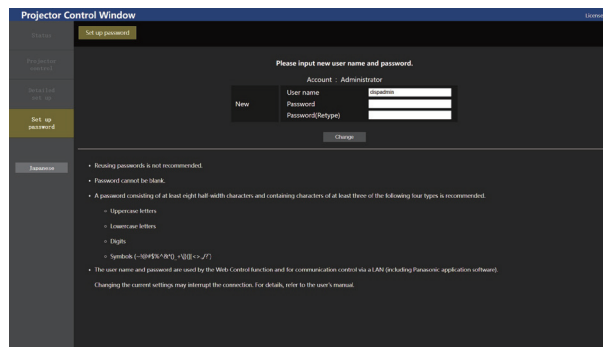 Projector Control Window
License
Status
Set up password
Projector control
Detailed set up
Set up password
Japanese
Please input new user name and password.
Account : Administrator
New
User name
dispadmin
Password
Password(Retype)
Change
• Reusing passwords is not recommended.
• Password cannot be blank.
• A password consisting of at least eight half-width characters and containing characters of at least three of the following four types is recommended.
Uppercase letters
Lowercase letters
Digits
Symbols
• The user name and password are used by the Web Control function and for communication control via a LAN (including Panasonic application software).
Changing the current settings may interrupt the connection. For details, refer to the user's manual.